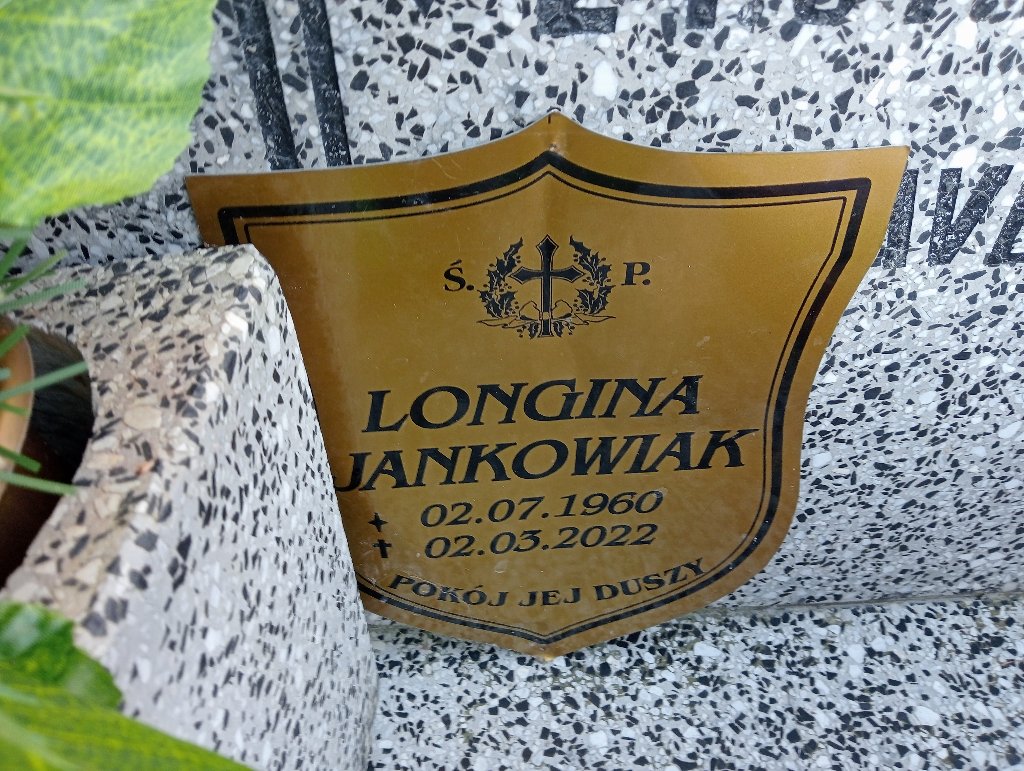 Ś. P.
LONGINA
JANKOWIAK
02.07.1960
02.03.2022
POKÓJ JEJ DUSZY